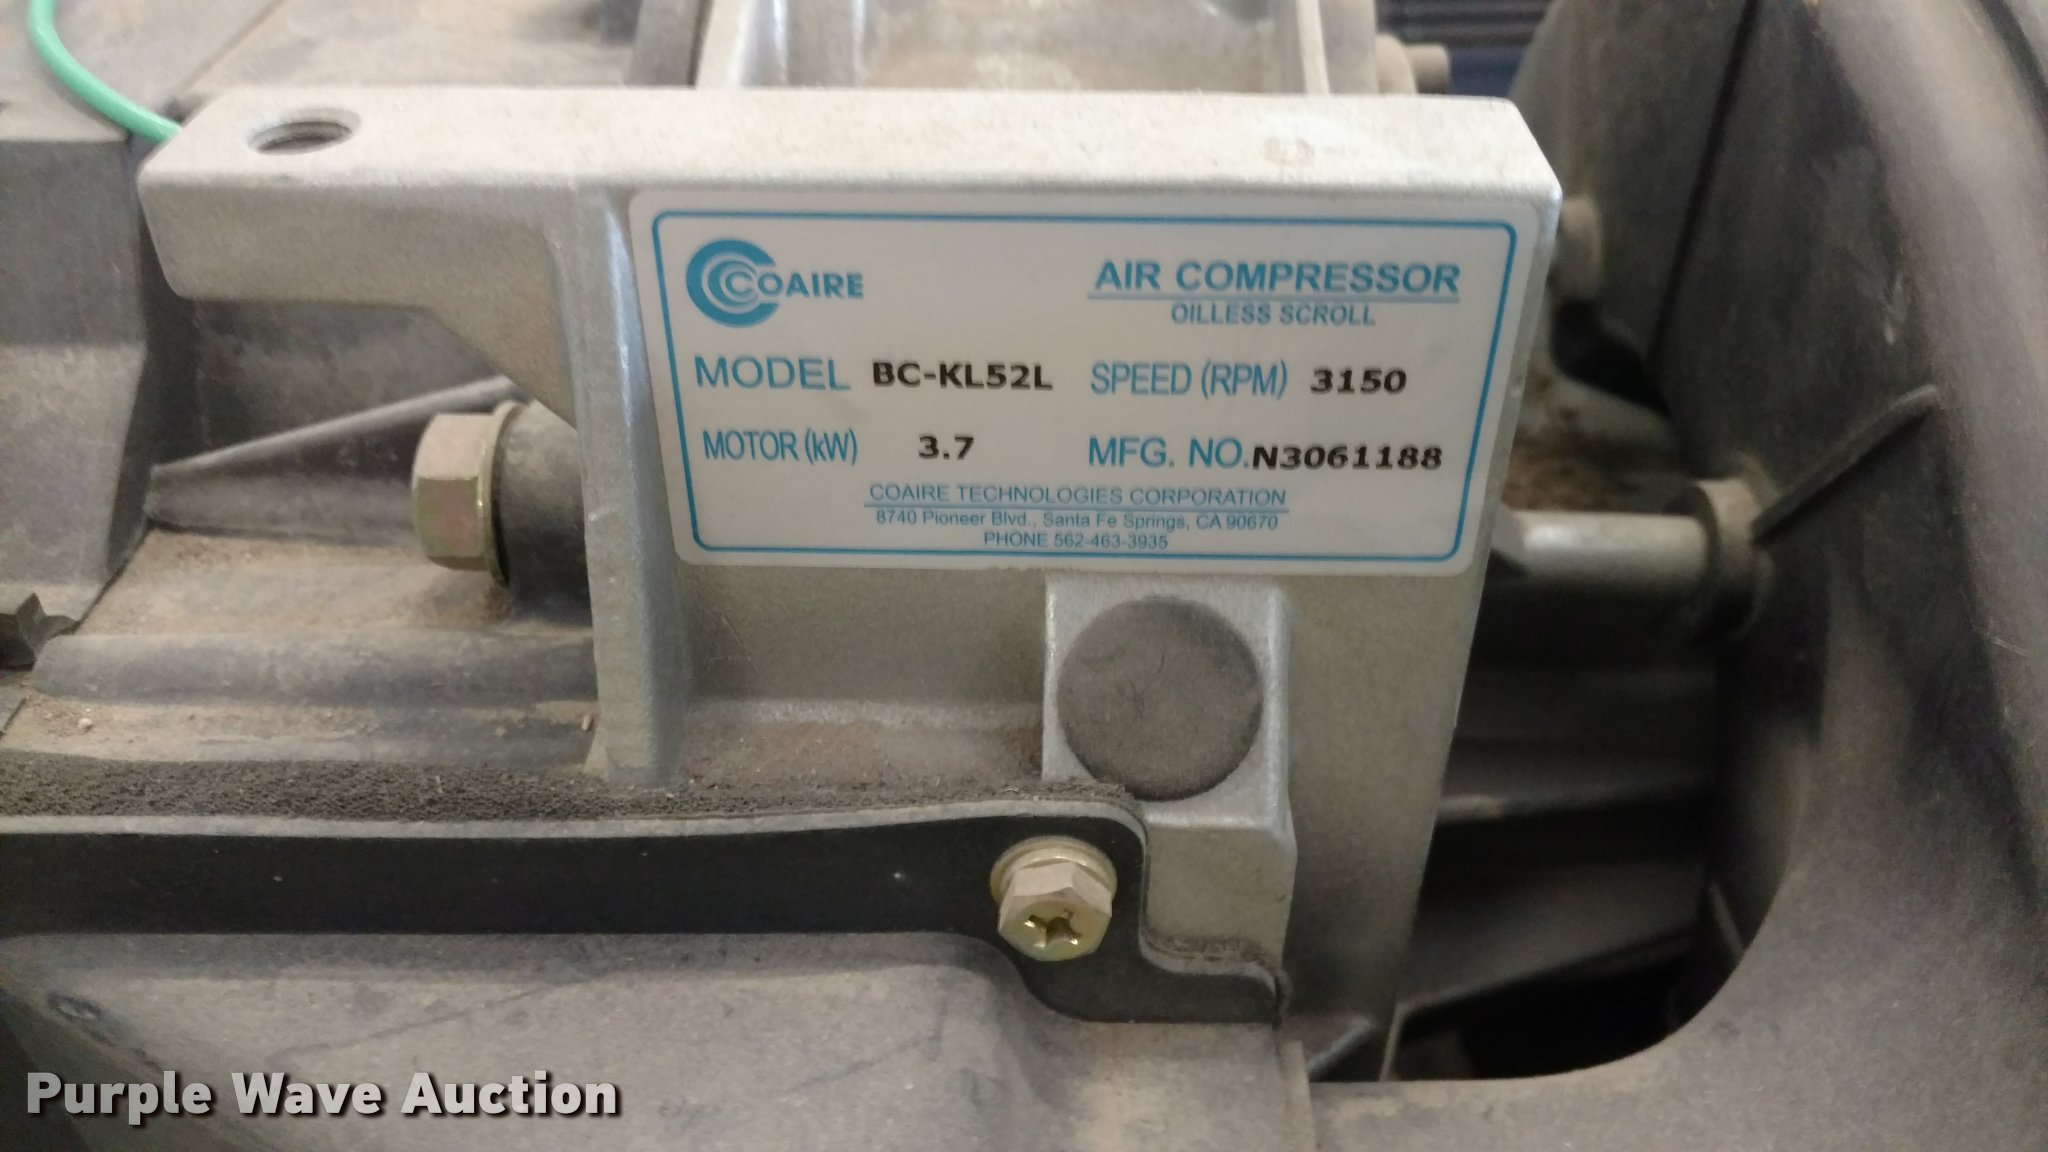 COAIRE
AIR COMPRESSOR
OILLESS SCROLL
MODEL BC-KL52L SPEED (RPM) 3150
MOTOR (kW) 3.7 MFG. NO. N3061188
COAIRE TECHNOLOGIES CORPORATION
8740 Pioneer Blvd., Santa Fe Springs, CA 90670
PHONE 562-463-3935
Purple Wave Auction